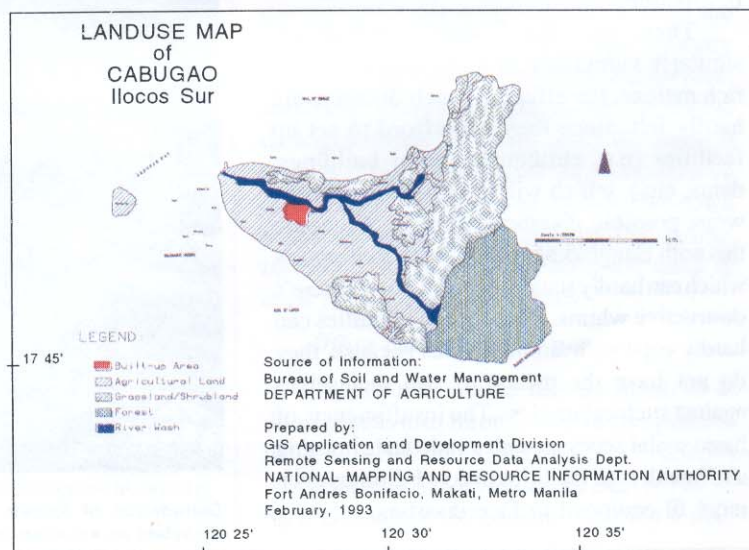 LANDUSE MAP
of
CABUGAO
Ilocos Sur
LEGEND:
Built-up Area
Agricultural Land
Grassland/Shrubland
Forest
River Wash
17 45'
Source of Information:
Bureau of Soil and Water Management
DEPARTMENT OF AGRICULTURE
Prepared by:
GIS Application and Development Division
Remote Sensing and Resource Data Analysis Dept.
NATIONAL MAPPING AND RESOURCE INFORMATION AUTHORITY
Fort Andres Bonifacio, Makati, Metro Manila
February, 1993
120 25'
120 30'
120 35'